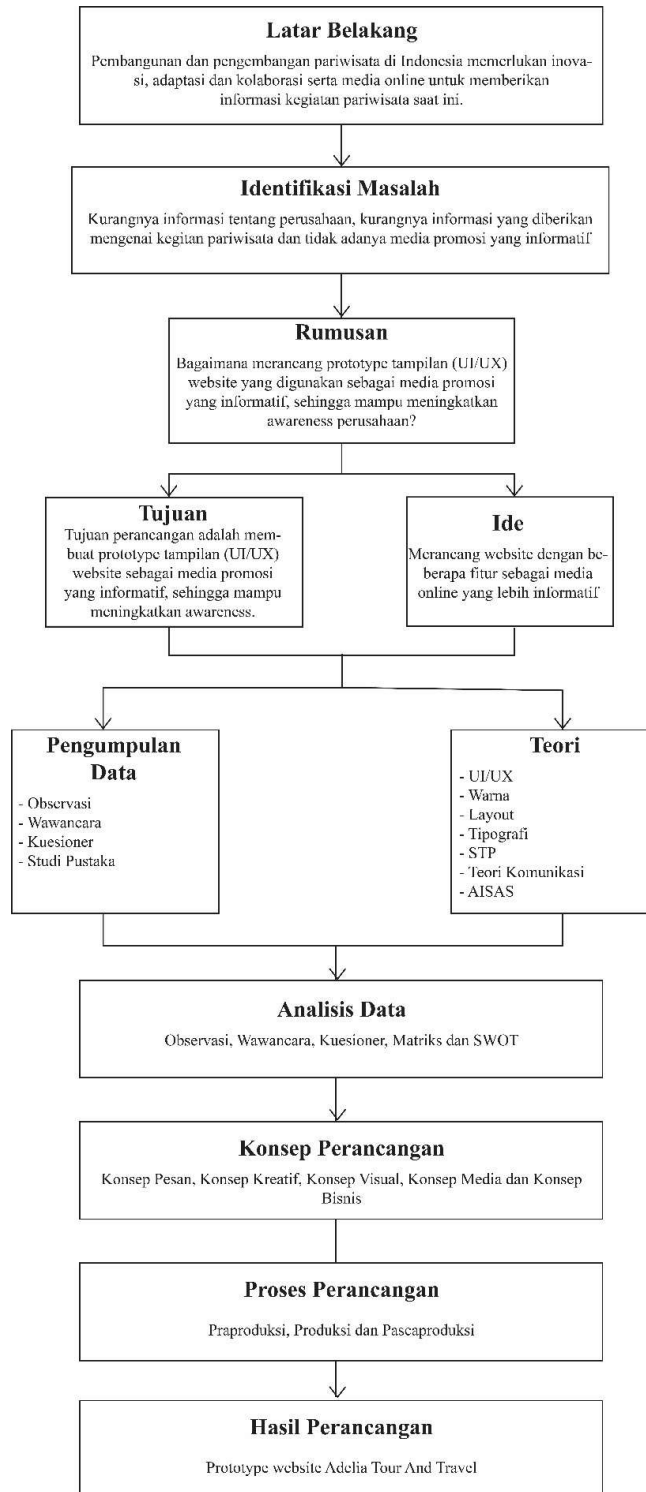 Latar Belakang
Pembangunan dan pengembangan pariwisata di Indonesia memerlukan inova-
si, adaptasi dan kolaborasi serta media online untuk memberikan
informasi kegiatan pariwisata saat ini.
Identifikasi Masalah
Kurangnya informasi tentang perusahaan, kurangnya informasi yang diberikan
mengenai kegitan pariwisata dan tidak adanya media promosi yang informatif
Rumusan
Bagaimana merancang prototype tampilan (UI/UX)
website yang digunakan sebagai media promosi
yang informatif, sehingga mampu meningkatkan
awareness perusahaan?
Tujuan
Tujuan perancangan adalah mem-
buat prototype tampilan (UI/UX)
website sebagai media promosi
yang informatif, sehingga mampu
meningkatkan awareness.
Ide
Merancang website dengan be-
berapa fitur sebagai media
online yang lebih informatif
Pengumpulan
Data
- Observasi
- Wawancara
- Kuesioner
- Studi Pustaka
Teori
- UI/UX
- Warna
- Layout
- Tipografi
- STP
- Teori Komunikasi
- AISAS
Analisis Data
Observasi, Wawancara, Kuesioner, Matriks dan SWOT
Konsep Perancangan
Konsep Pesan, Konsep Kreatif, Konsep Visual, Konsep Media dan Konsep
Bisnis
Proses Perancangan
Praproduksi, Produksi dan Pascaproduksi
Hasil Perancangan
Prototype website Adelia Tour And Travel